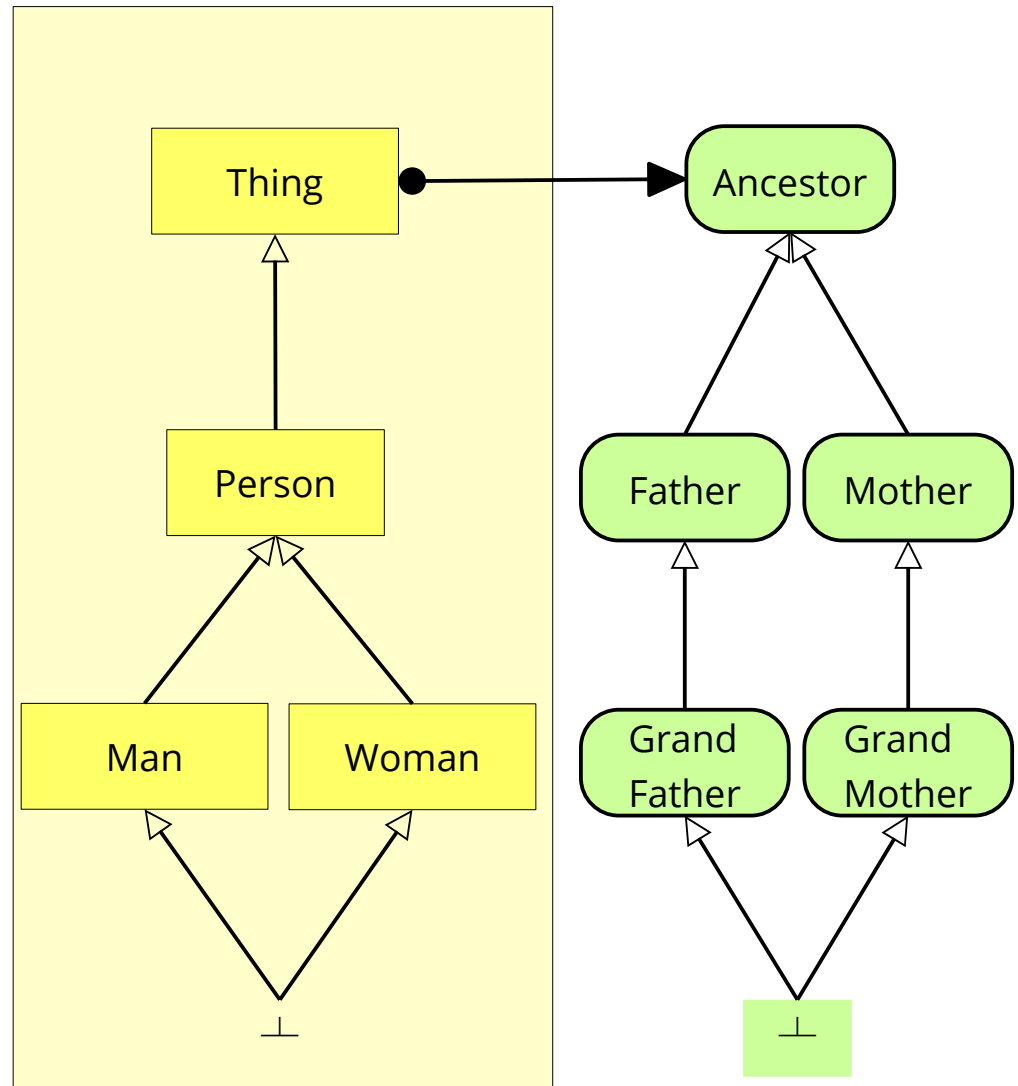 Thing
Ancestor
Person
Father
Mother
Man
Woman
Grand
Father
Grand
Mother
⊥
⊥